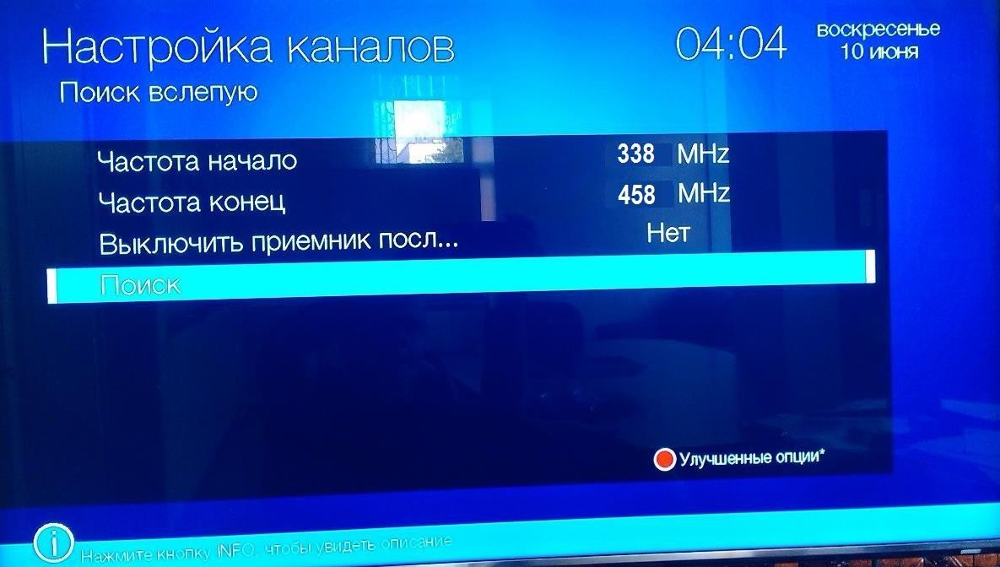 Настройка каналов
04:04
воскресенье
10 июня
Поиск вслепую
Частота начало 338 MHz
Частота конец 458 MHz
Выключить приемник посл... Нет
Поиск
Улучшенные опции*
i
Нажмите кнопку INFO, чтобы увидеть описание